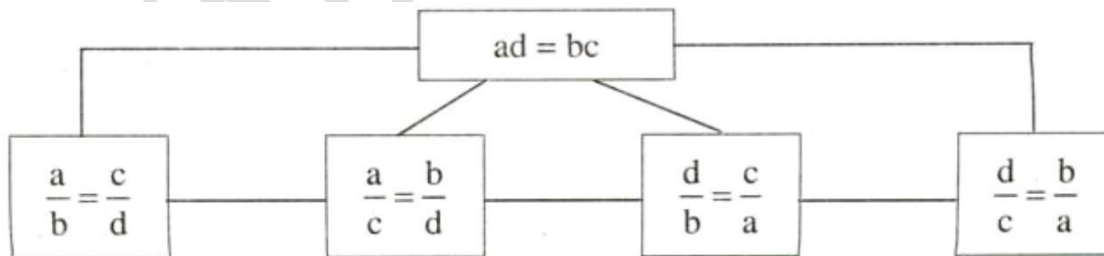 ad = bc
a/b = c/d
a/c = b/d
d/b = c/a
d/c = b/a